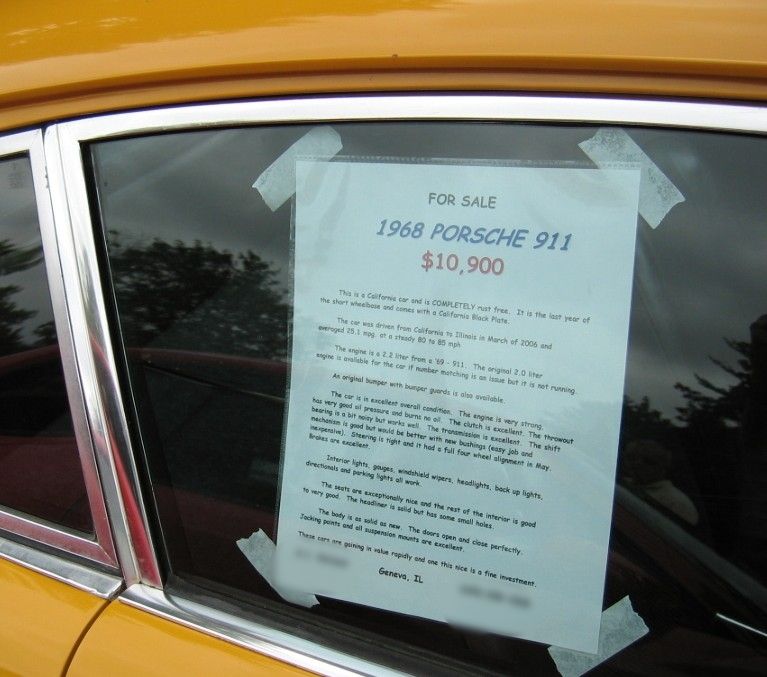 FOR SALE
1968 PORSCHE 911
$10,900
This is a California car and is COMPLETELY rust free. It is the last year of
the short wheelbase and comes with a California Black Plate.
The car was driven from California to Illinois in March of 2006 and
averaged 25.1 mpg. at a steady 80 to 85 mph
The engine is a 2.2 liter from a '69 - 911. The original 2.0 liter
engine is available for the car if number matching is an issue but it is not running.
An original bumper with bumper guards is also available.
The car is in excellent overall condition. The engine is very strong,
has very good oil pressure and burns no oil. The clutch is excellent. The throwout
bearing is a bit noisy but works well. The transmission is excellent. The shift
mechanism is good but would be better with new bushings (easy job and
inexpensive). Steering is tight and it had a full four wheel alignment in May.
Brakes are excellent.
Interior lights, gauges, windshield wipers, headlights, back up lights,
directionals and parking lights all work.
The seats are exceptionally nice and the rest of the interior is good
to very good. The headliner is solid but has some small holes.
The body is as solid as new. The doors open and close perfectly.
Jacking points and all suspension mounts are excellent.
These cars are gaining in value rapidly and one this nice is a fine investment.
Geneva, IL